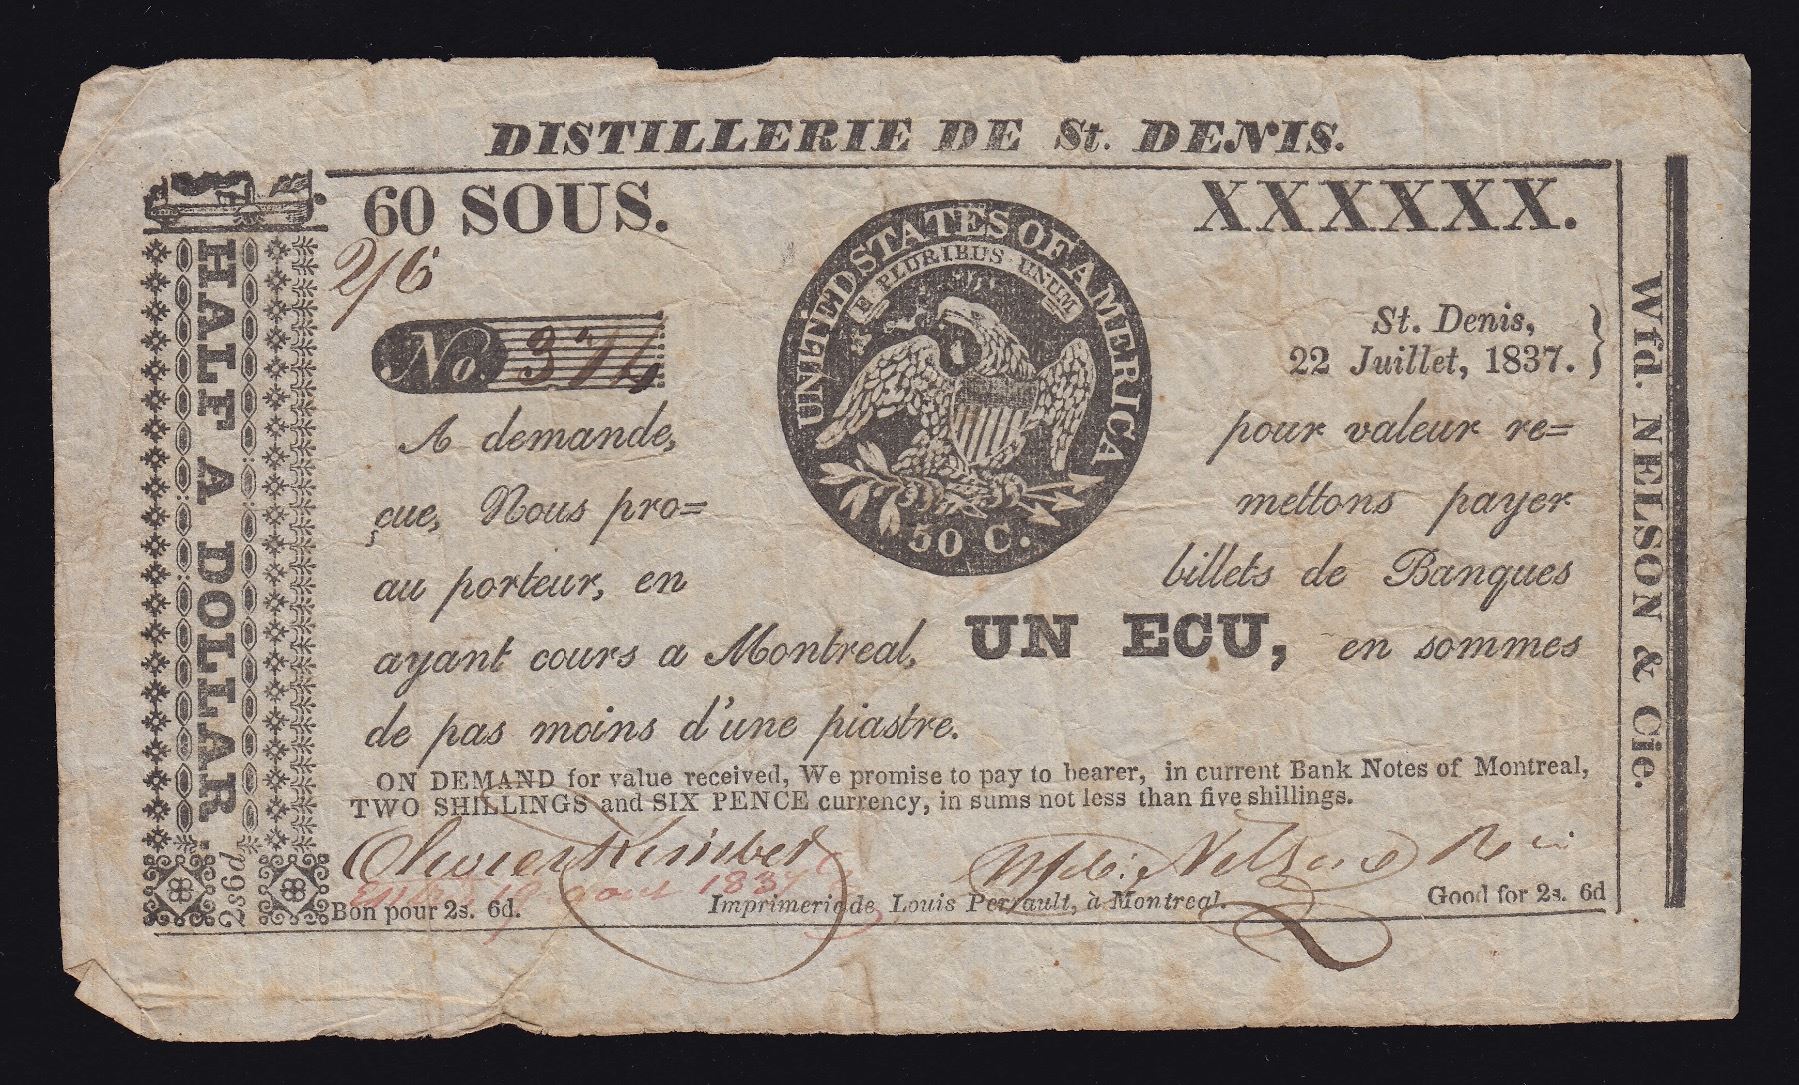 DISTILLERIE DE St. DENIS.
60 SOUS.
XXXXXX.
2/6
No. 374
UNITED STATES OF AMERICA
E PLURIBUS UNUM
50 C.
St. Denis,
22 Juillet, 1837.
A demande, pour valeur re=
çue, Nous pro= mettons payer
au porteur, en billets de Banques
ayant cours a Montreal, UN ECU, en sommes
de pas moins d'une piastre.
ON DEMAND for value received, We promise to pay to bearer, in current Bank Notes of Montreal,
TWO SHILLINGS and SIX PENCE currency, in sums not less than five shillings.
Wfd. Nelson
1837
Bon pour 2s. 6d.
Imprimerie de Louis Perrault, à Montreal.
Good for 2s. 6d
HALF A DOLLAR.
2s6d
Wfd. NELSON & Cie.